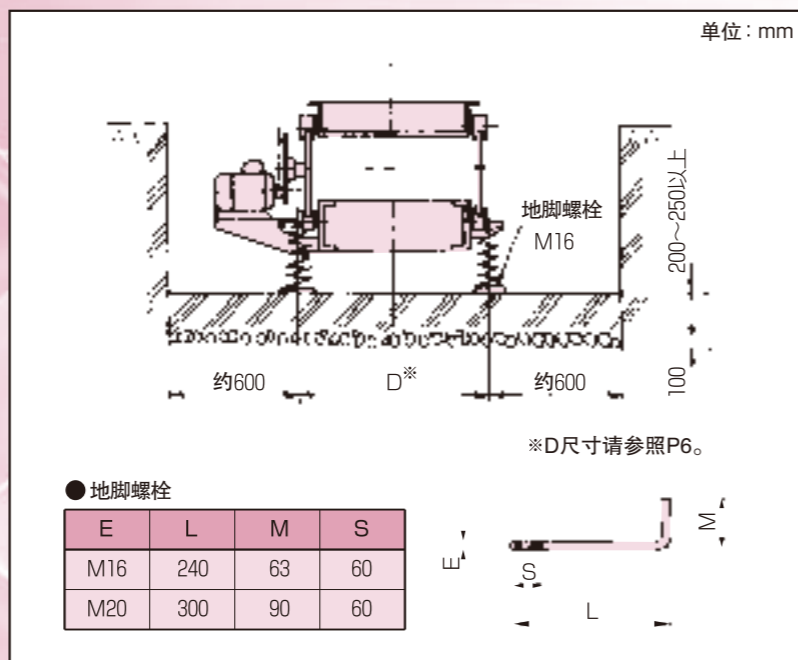 单位：mm
地脚螺栓
M16
200～250以上
约600
D※
约600
100
※D尺寸请参照P6。
●地脚螺栓
E L M S
M16 240 63 60
M20 300 90 60
E
S
L
M